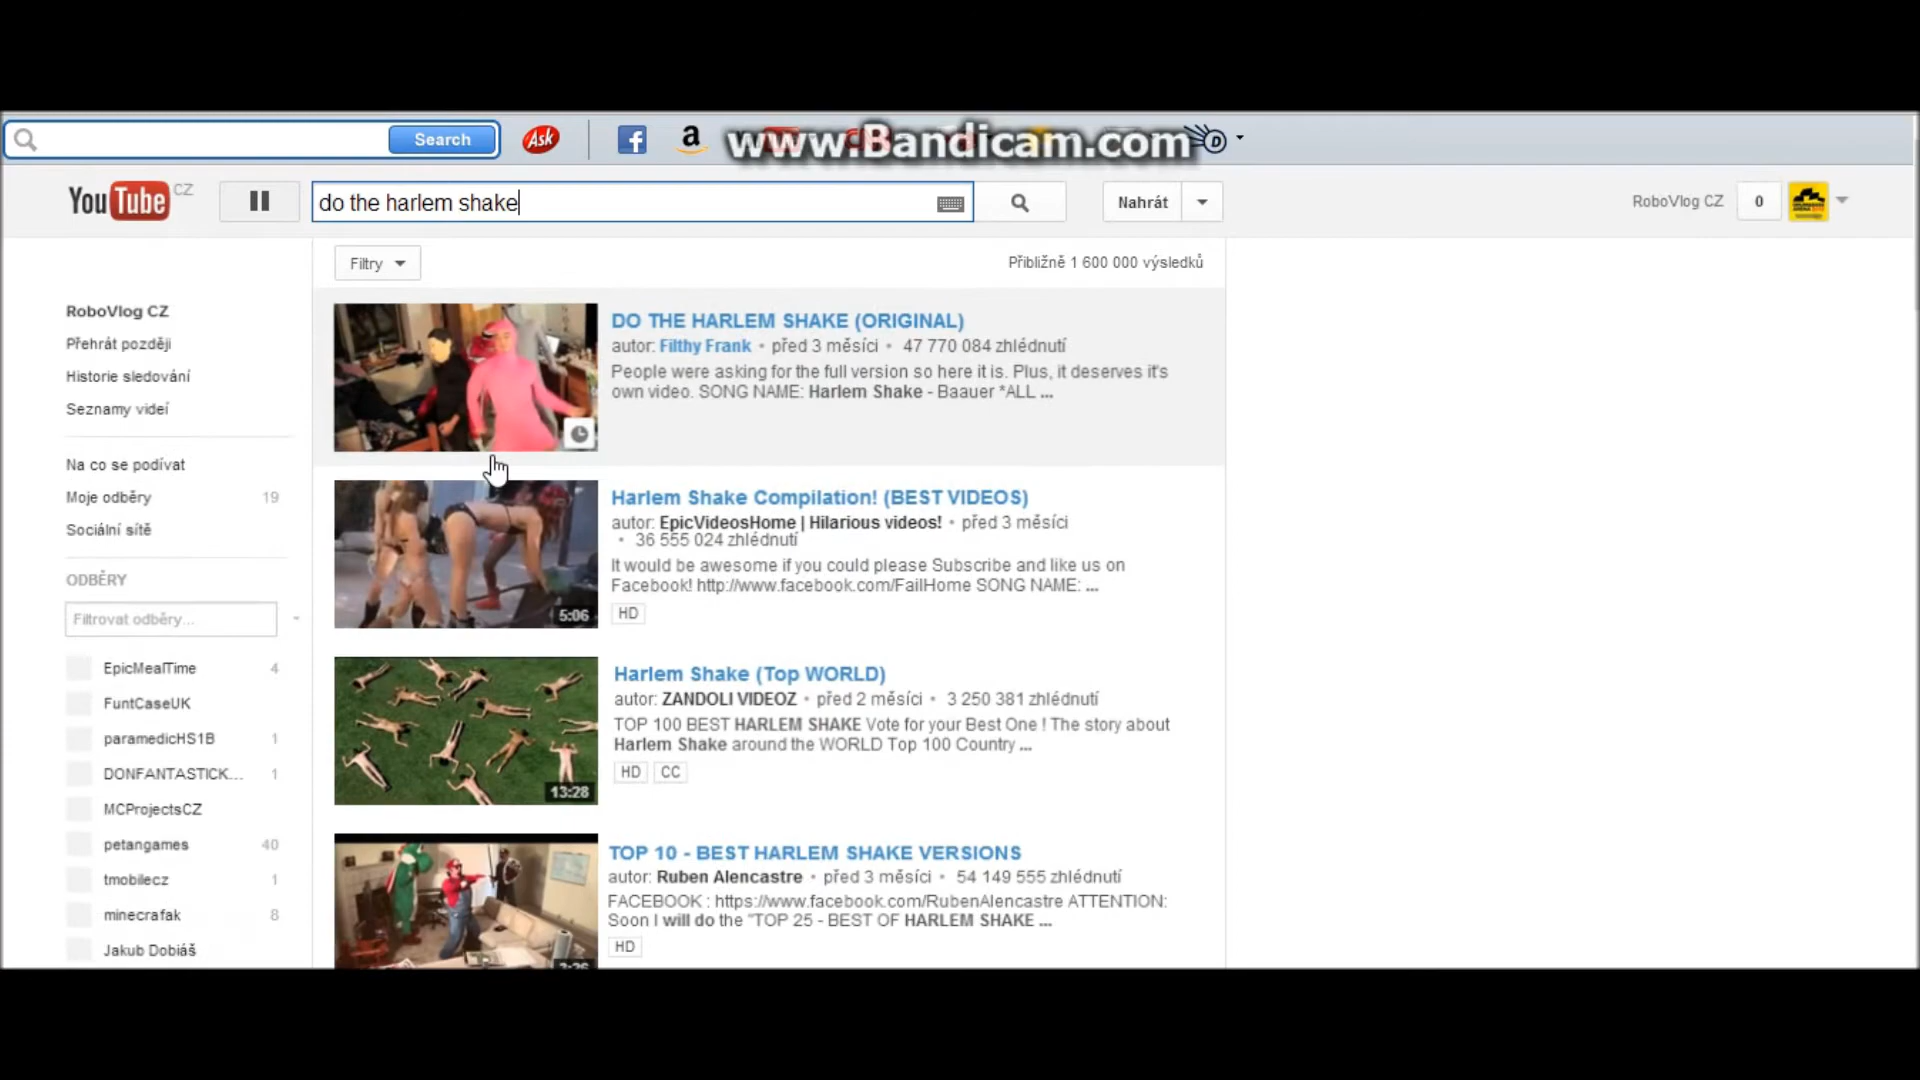 www.Bandicam.com
Search
Ask
YouTube CZ
do the harlem shake
Nahrát
RoboVlog CZ
0
Filtry
Přibližně 1 600 000 výsledků
RoboVlog CZ
Přehrát později
Historie sledování
Seznamy videí
Na co se podívat
Moje odběry 19
Sociální sítě
ODBĚRY
Filtrovat odběry...
EpicMealTime 4
FuntCaseUK
paramedicHS1B 1
DONFANTASTICK... 1
MCProjectsCZ
petangames 40
tmobilecz 1
minecrafak 8
Jakub Dobiáš
DO THE HARLEM SHAKE (ORIGINAL)
autor: Filthy Frank • před 3 měsíci • 47 770 084 zhlédnutí
People were asking for the full version so here it is. Plus, it deserves it's
own video. SONG NAME: Harlem Shake - Baauer *ALL ...
5:06
Harlem Shake Compilation! (BEST VIDEOS)
autor: EpicVideosHome | Hilarious videos! • před 3 měsíci
• 36 555 024 zhlédnutí
It would be awesome if you could please Subscribe and like us on
Facebook! http://www.facebook.com/FailHome SONG NAME: ...
HD
13:28
Harlem Shake (Top WORLD)
autor: ZANDOLI VIDEOZ • před 2 měsíci • 3 250 381 zhlédnutí
TOP 100 BEST HARLEM SHAKE Vote for your Best One ! The story about
Harlem Shake around the WORLD Top 100 Country ...
HD CC
TOP 10 - BEST HARLEM SHAKE VERSIONS
autor: Ruben Alencastre • před 3 měsíci • 54 149 555 zhlédnutí
FACEBOOK : https://www.facebook.com/RubenAlencastre ATTENTION:
Soon I will do the "TOP 25 - BEST OF HARLEM SHAKE ...
HD